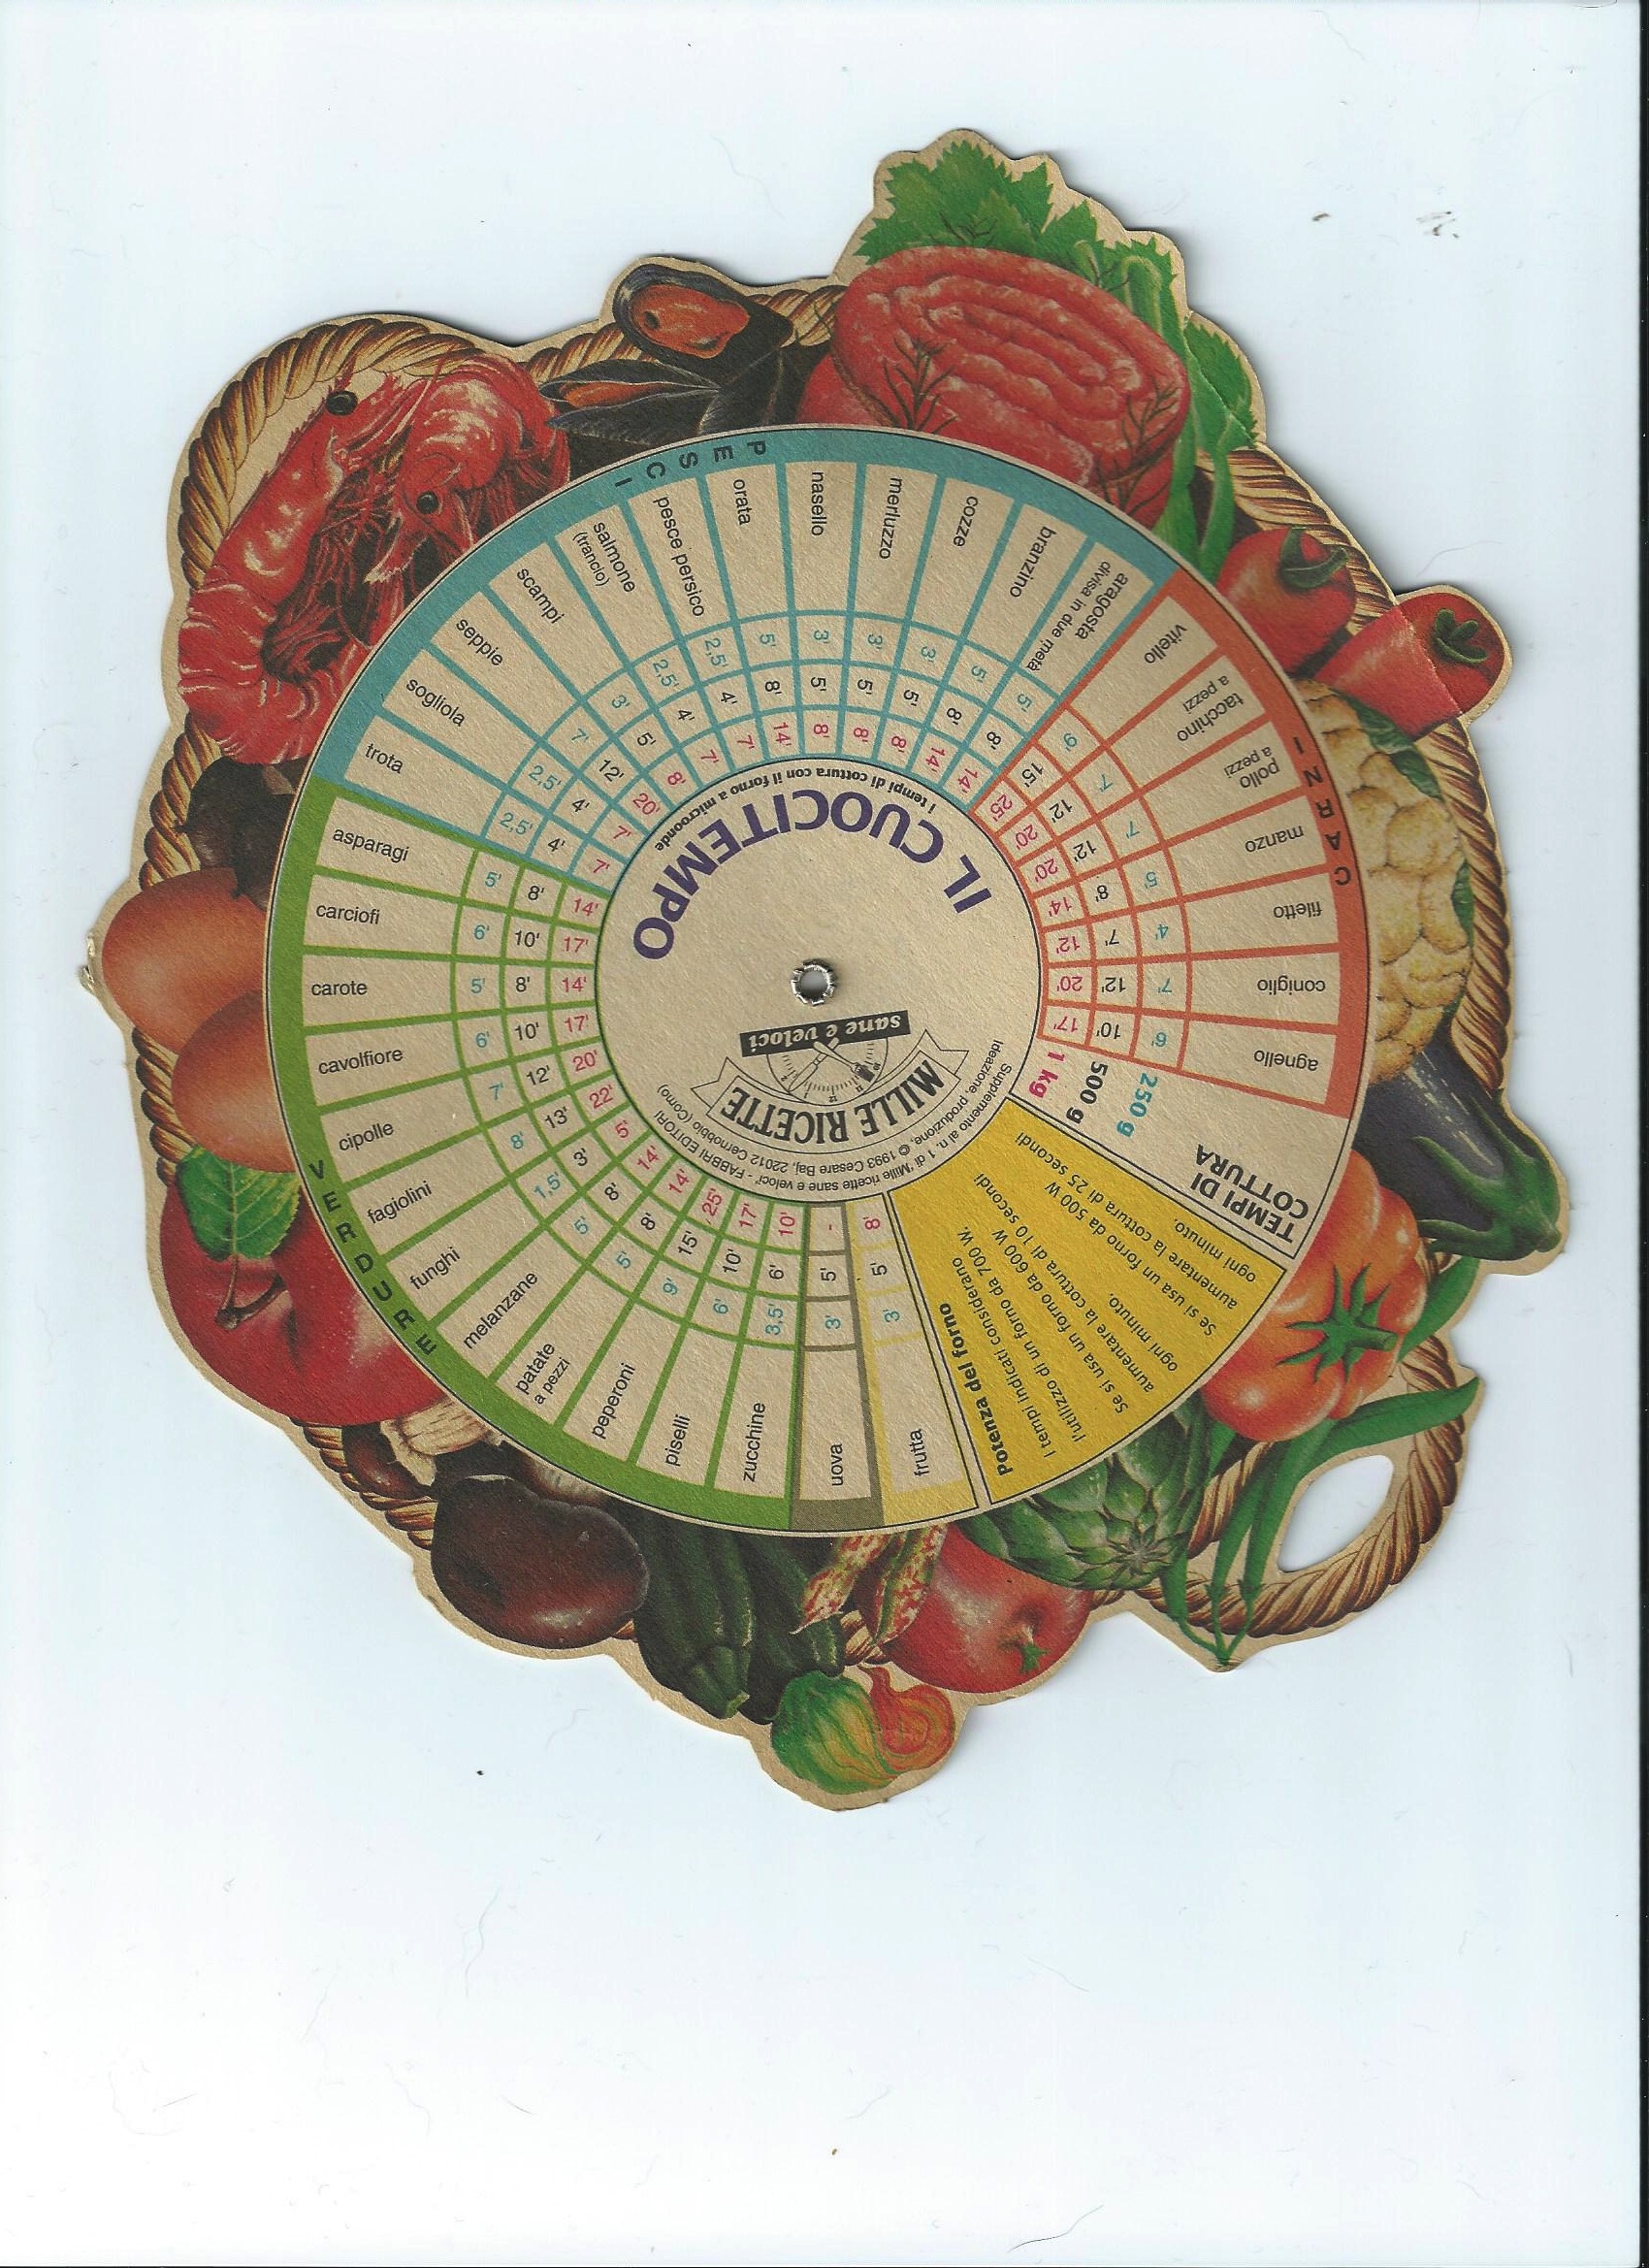 IL CUOCITEMPO
i tempi di cottura con il forno a microonde
MILLE RICETTE
sane e veloci
Supplemento al n. 1 di "Mille ricette sane e veloci" - FABBRI EDITORI
Ideazione, produzione, © 1993 Cesare Baj, 22012 Cernobbio (Como)
TEMPI DI
COTTURA
250 g 500 g 1 kg
CARNI
agnello 6' 10' 17'
coniglio 7' 12' 20'
filetto 4' 7' 12'
manzo 5' 8' 14'
pollo
a pezzi 7' 12' 20'
tacchino
a pezzi 7' 12' 20'
vitello 9' 15' 25'
PESCI
aragosta
divisa in due metà 5' 8' 14'
branzino 5' 8' 14'
cozze 3' 5' 8'
merluzzo 3' 5' 8'
nasello 3' 5' 8'
orata 5' 8' 14'
pesce persico 2,5' 4' 7'
salmone
(trancio) 2,5' 4' 7'
scampi 3' 5' 8'
seppie 7' 12' 20'
sogliola 2,5' 4' 7'
trota 2,5' 4' 7'
VERDURE
asparagi 5' 8' 14'
carciofi 6' 10' 17'
carote 5' 8' 14'
cavolfiore 6' 10' 17'
cipolle 7' 12' 20'
fagiolini 8' 13' 22'
funghi 1,5' 3' 5'
melanzane 5' 8' 14'
patate
a pezzi 5' 8' 14'
peperoni 9' 15' 25'
piselli 6' 10' 17'
zucchine 3,5' 6' 10'
uova 3' 5' -
frutta 3' 5' 8'
Potenza del forno
I tempi indicati considerano
l'utilizzo di un forno da 700 W.
Se si usa un forno da 600 W
aumentare la cottura di 10 secondi
ogni minuto.
Se si usa un forno da 500 W
aumentare la cottura di 25 secondi
ogni minuto.